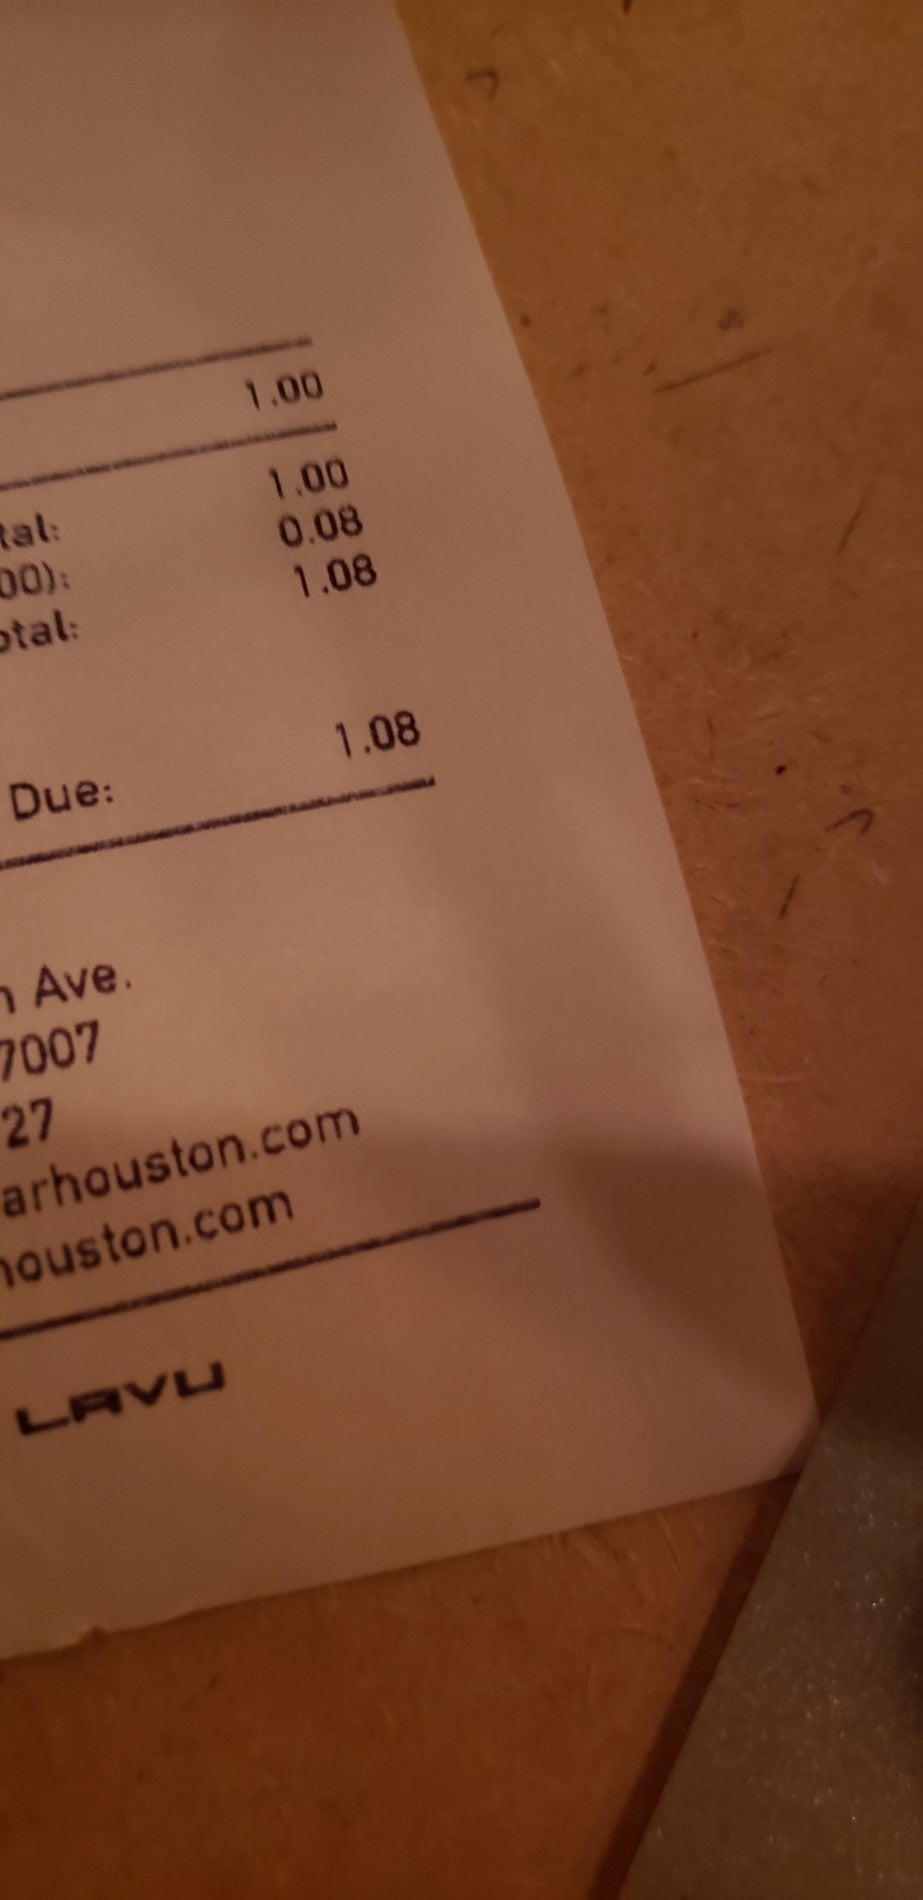 1.00
tal: 1.00
00): 0.08
otal: 1.08
Due: 1.08
n Ave.
7007
27
arhouston.com
houston.com
LAVU